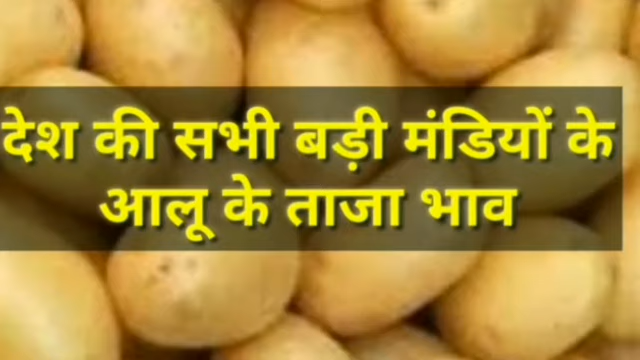 देश की सभी बड़ी मंडियों के
आलू के ताजा भाव